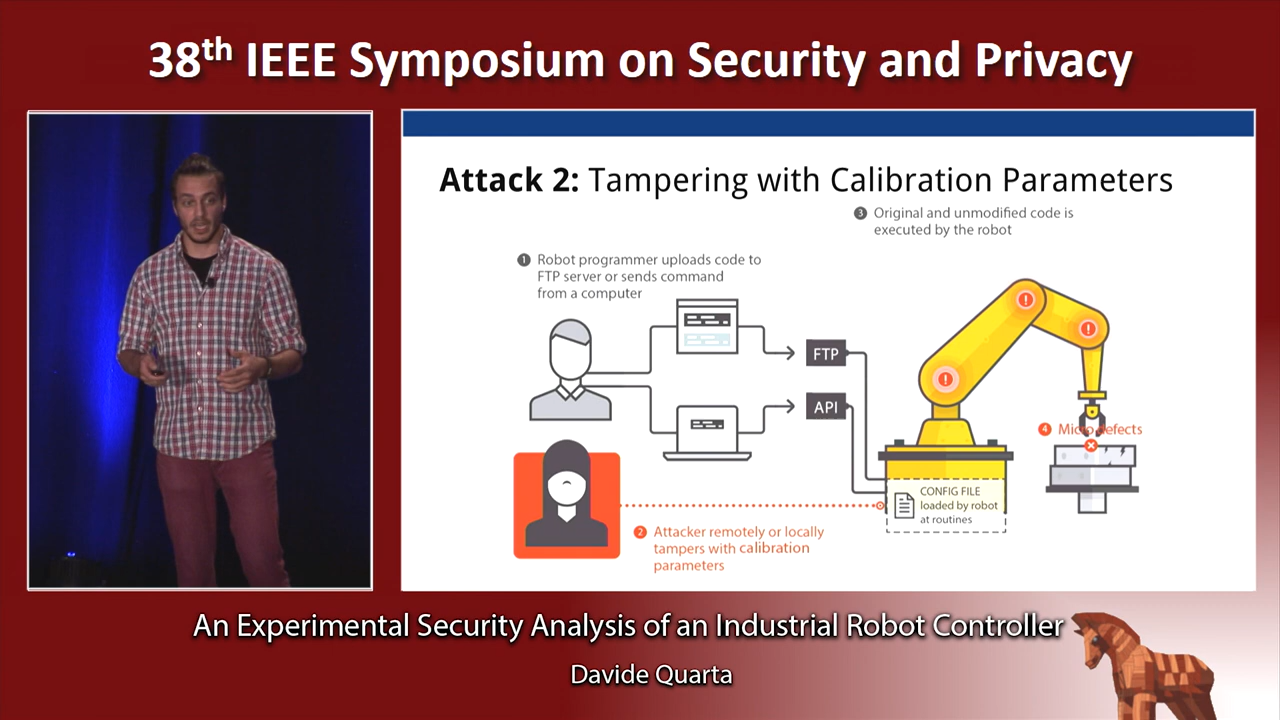 38th IEEE Symposium on Security and Privacy
Attack 2: Tampering with Calibration Parameters
3 Original and unmodified code is
executed by the robot
1 Robot programmer uploads code to
FTP server or sends command
from a computer
FTP
API
4 Micro defects
CONFIG FILE
loaded by robot
at routines
2 Attacker remotely or locally
tampers with calibration
parameters
An Experimental Security Analysis of an Industrial Robot Controller
Davide Quarta